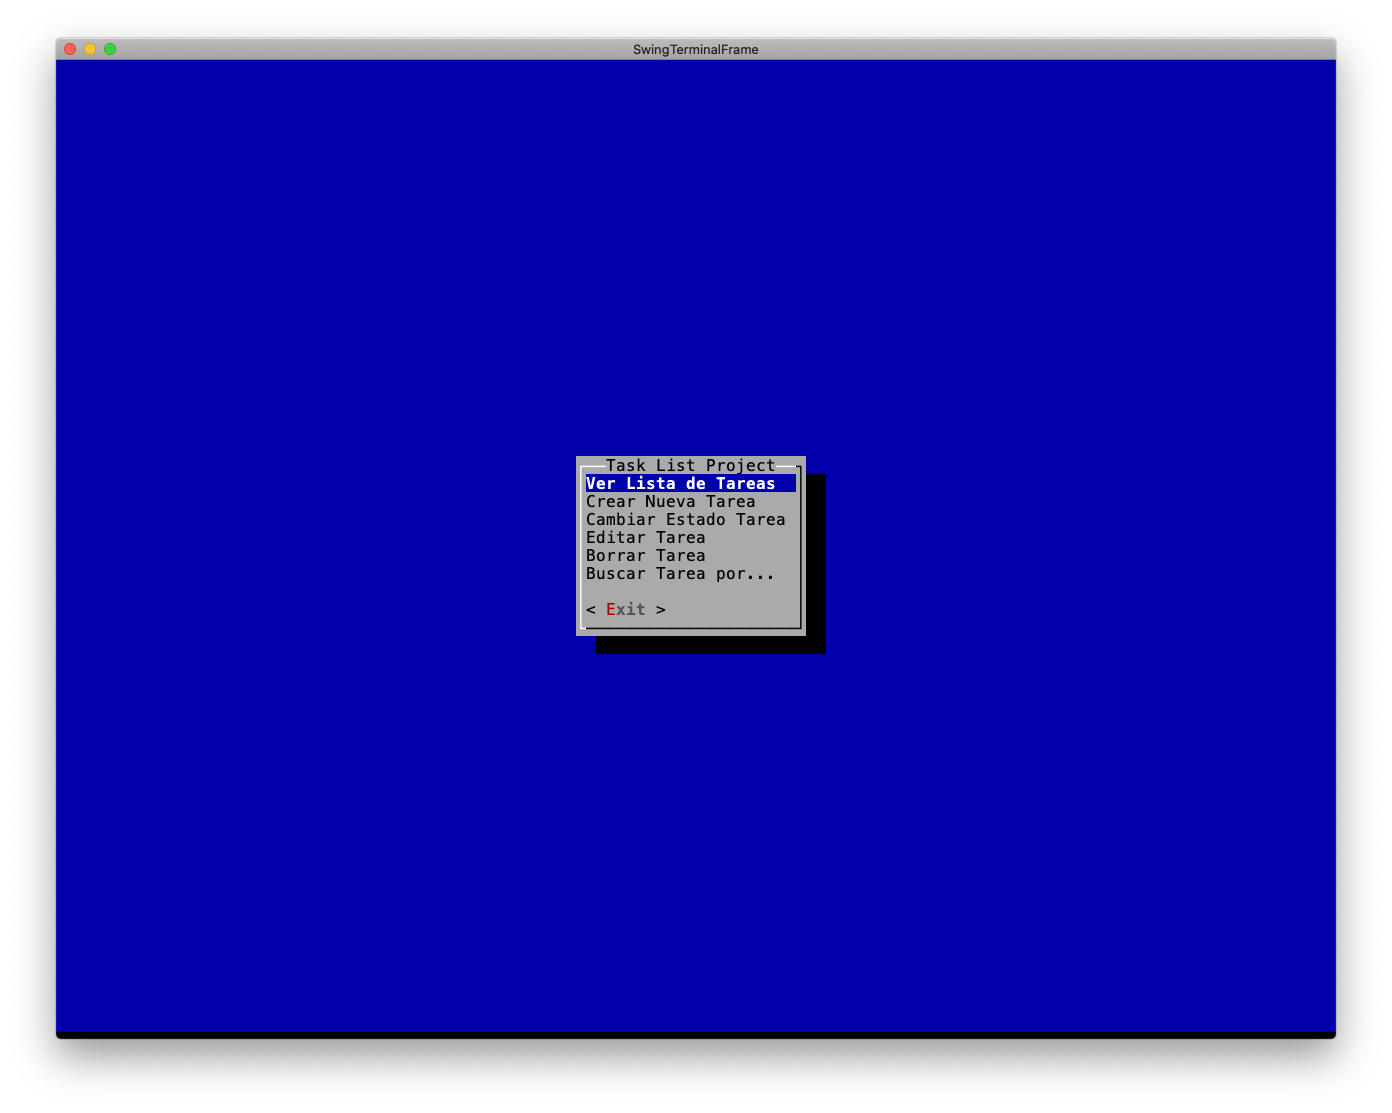 SwingTerminalFrame
Task List Project
Ver Lista de Tareas
Crear Nueva Tarea
Cambiar Estado Tarea
Editar Tarea
Borrar Tarea
Buscar Tarea por...
< Exit >